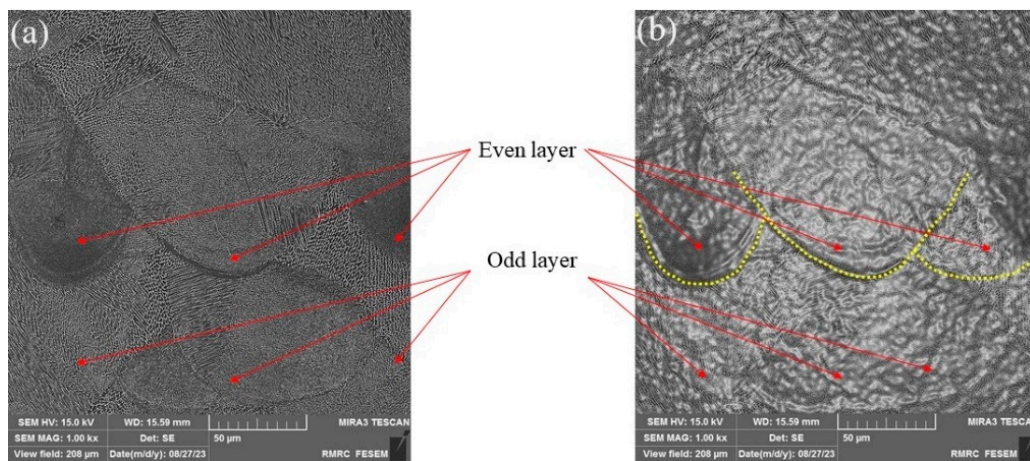 (a)
(b)
Even layer
Odd layer
SEM HV: 15.0 kV WD: 15.59 mm MIRA3 TESCAN
SEM MAG: 1.00 kx Det: SE 50 µm
View field: 208 µm Date(m/d/y): 08/27/23 RMRC FESEM
SEM HV: 15.0 kV WD: 15.59 mm MIRA3 TESCAN
SEM MAG: 1.00 kx Det: SE 50 µm
View field: 208 µm Date(m/d/y): 08/27/23 RMRC FESEM